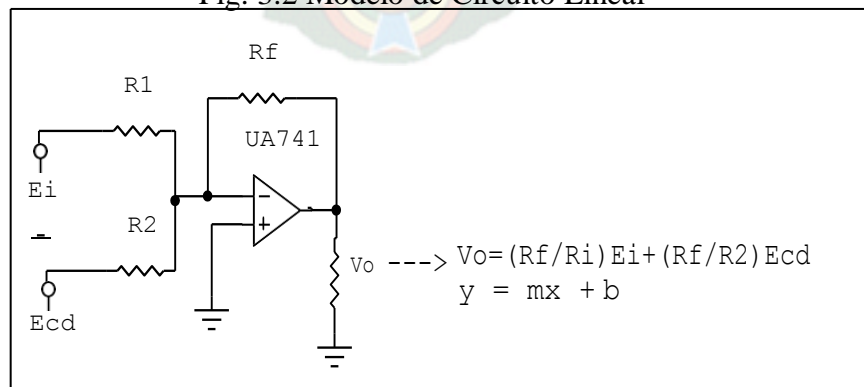 Fig. 3.2 Modelo de Circuito Lineal
Rf
R1
UA741
Ei
R2
Vo ---> Vo=(Rf/Ri)Ei+(Rf/R2)Ecd
y = mx + b
Ecd